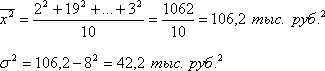 x̄² = (2² + 19² + ... + 3²) / 10 = 1062 / 10 = 106,2 тыс. руб.²
σ² = 106,2 – 8² = 42,2 тыс. руб.²